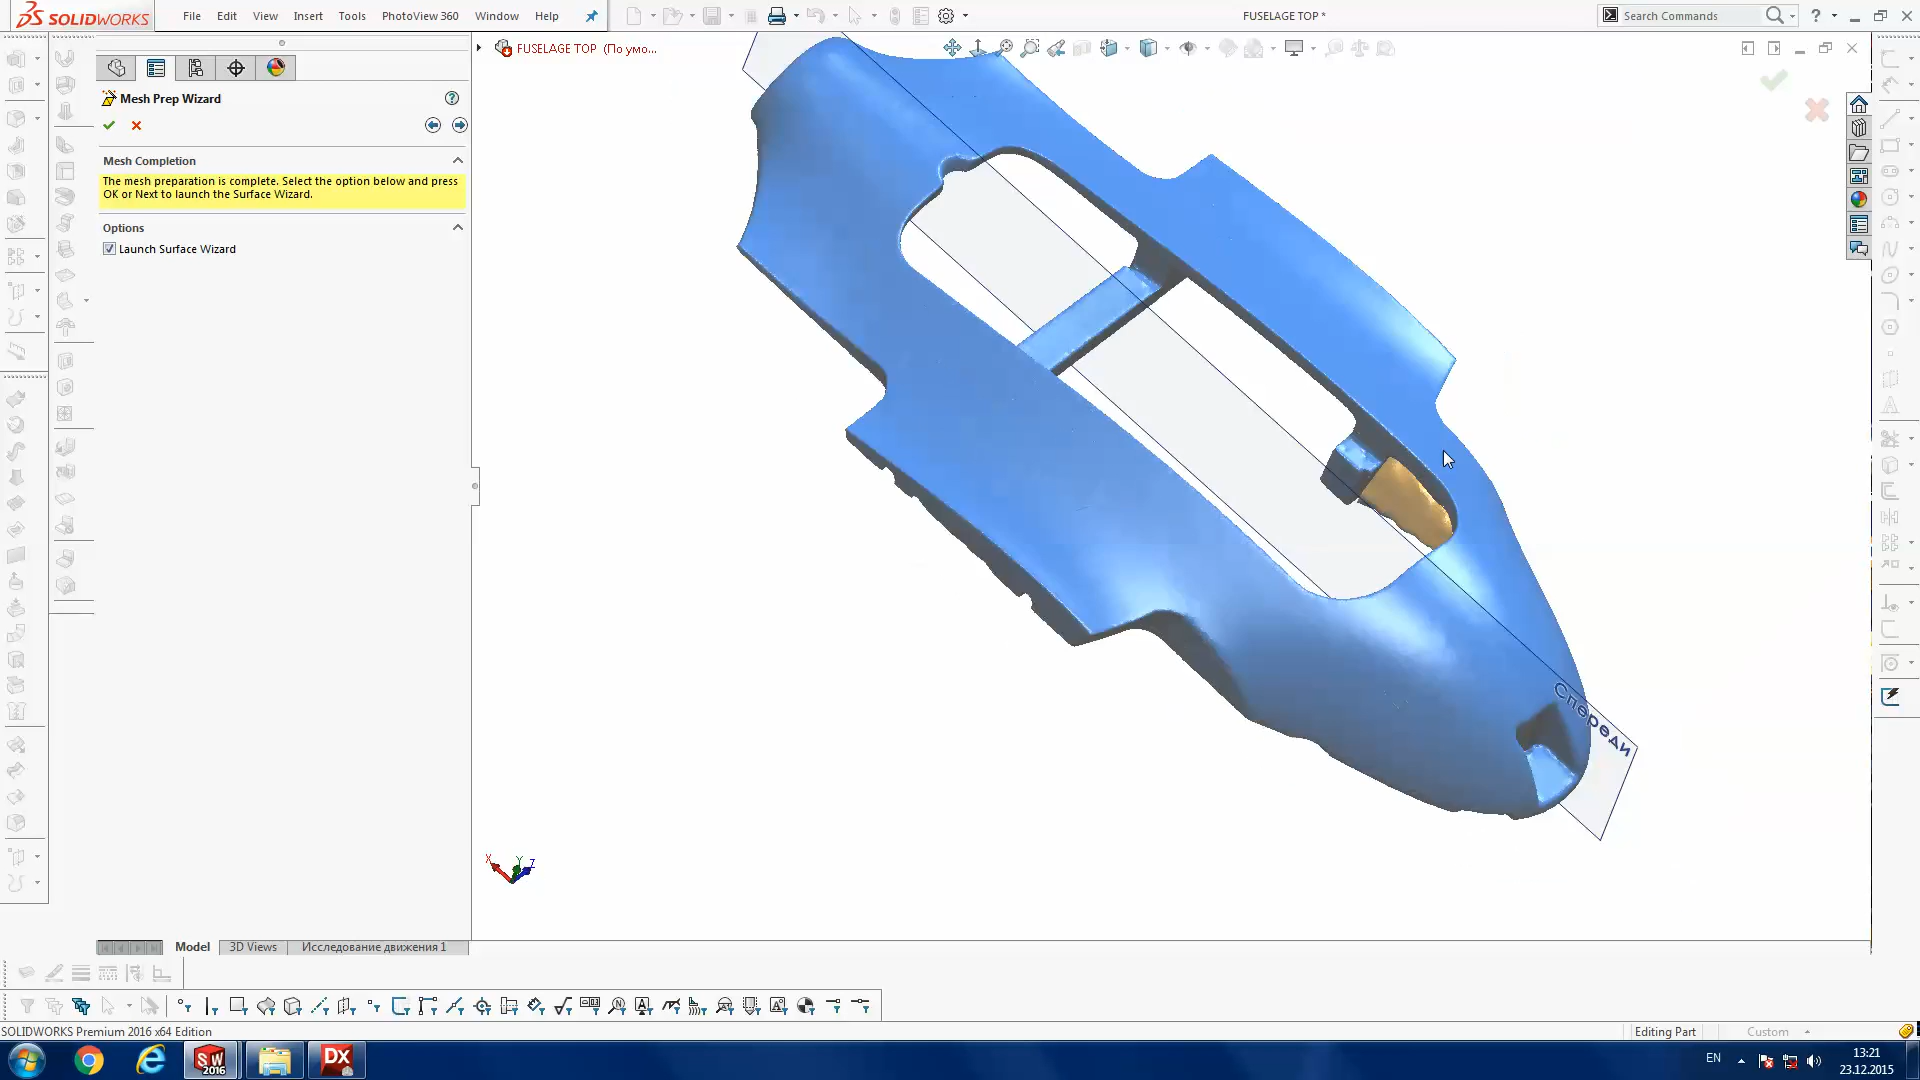 SOLIDWORKS File Edit View Insert Tools PhotoView 360 Window Help FUSELAGE TOP * Search Commands
FUSELAGE TOP (По умо...
Mesh Prep Wizard
Mesh Completion
The mesh preparation is complete. Select the option below and press
OK or Next to launch the Surface Wizard.
Options
Launch Surface Wizard
Спереди
X Y Z
Model 3D Views Исследование движения 1
SOLIDWORKS Premium 2016 x64 Edition Editing Part Custom
SW 2016 DX EN 13:21
23.12.2015